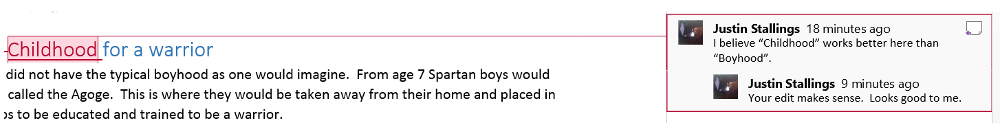 Childhood for a warrior
did not have the typical boyhood as one would imagine. From age 7 Spartan boys would
called the Agoge. This is where they would be taken away from their home and placed in
to be educated and trained to be a warrior.
Justin Stallings 18 minutes ago
I believe “Childhood” works better here than
“Boyhood”.
Justin Stallings 9 minutes ago
Your edit makes sense. Looks good to me.